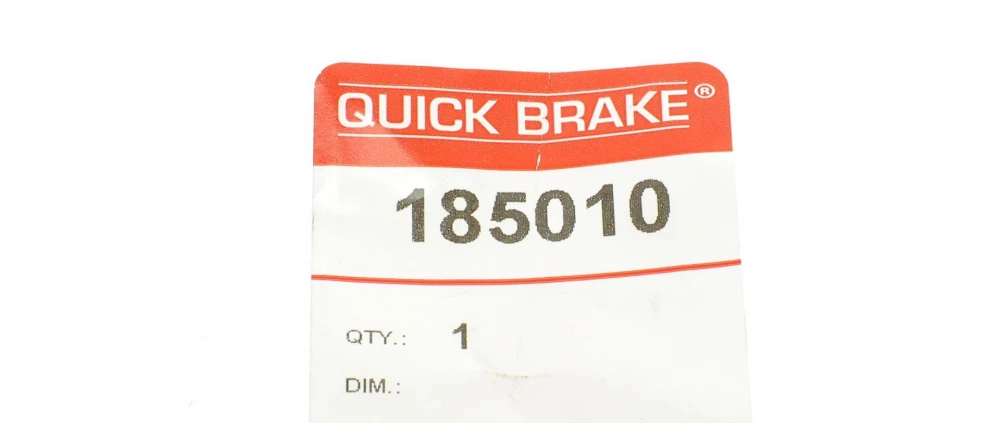 QUICK BRAKE®
185010
QTY.: 1
DIM.: